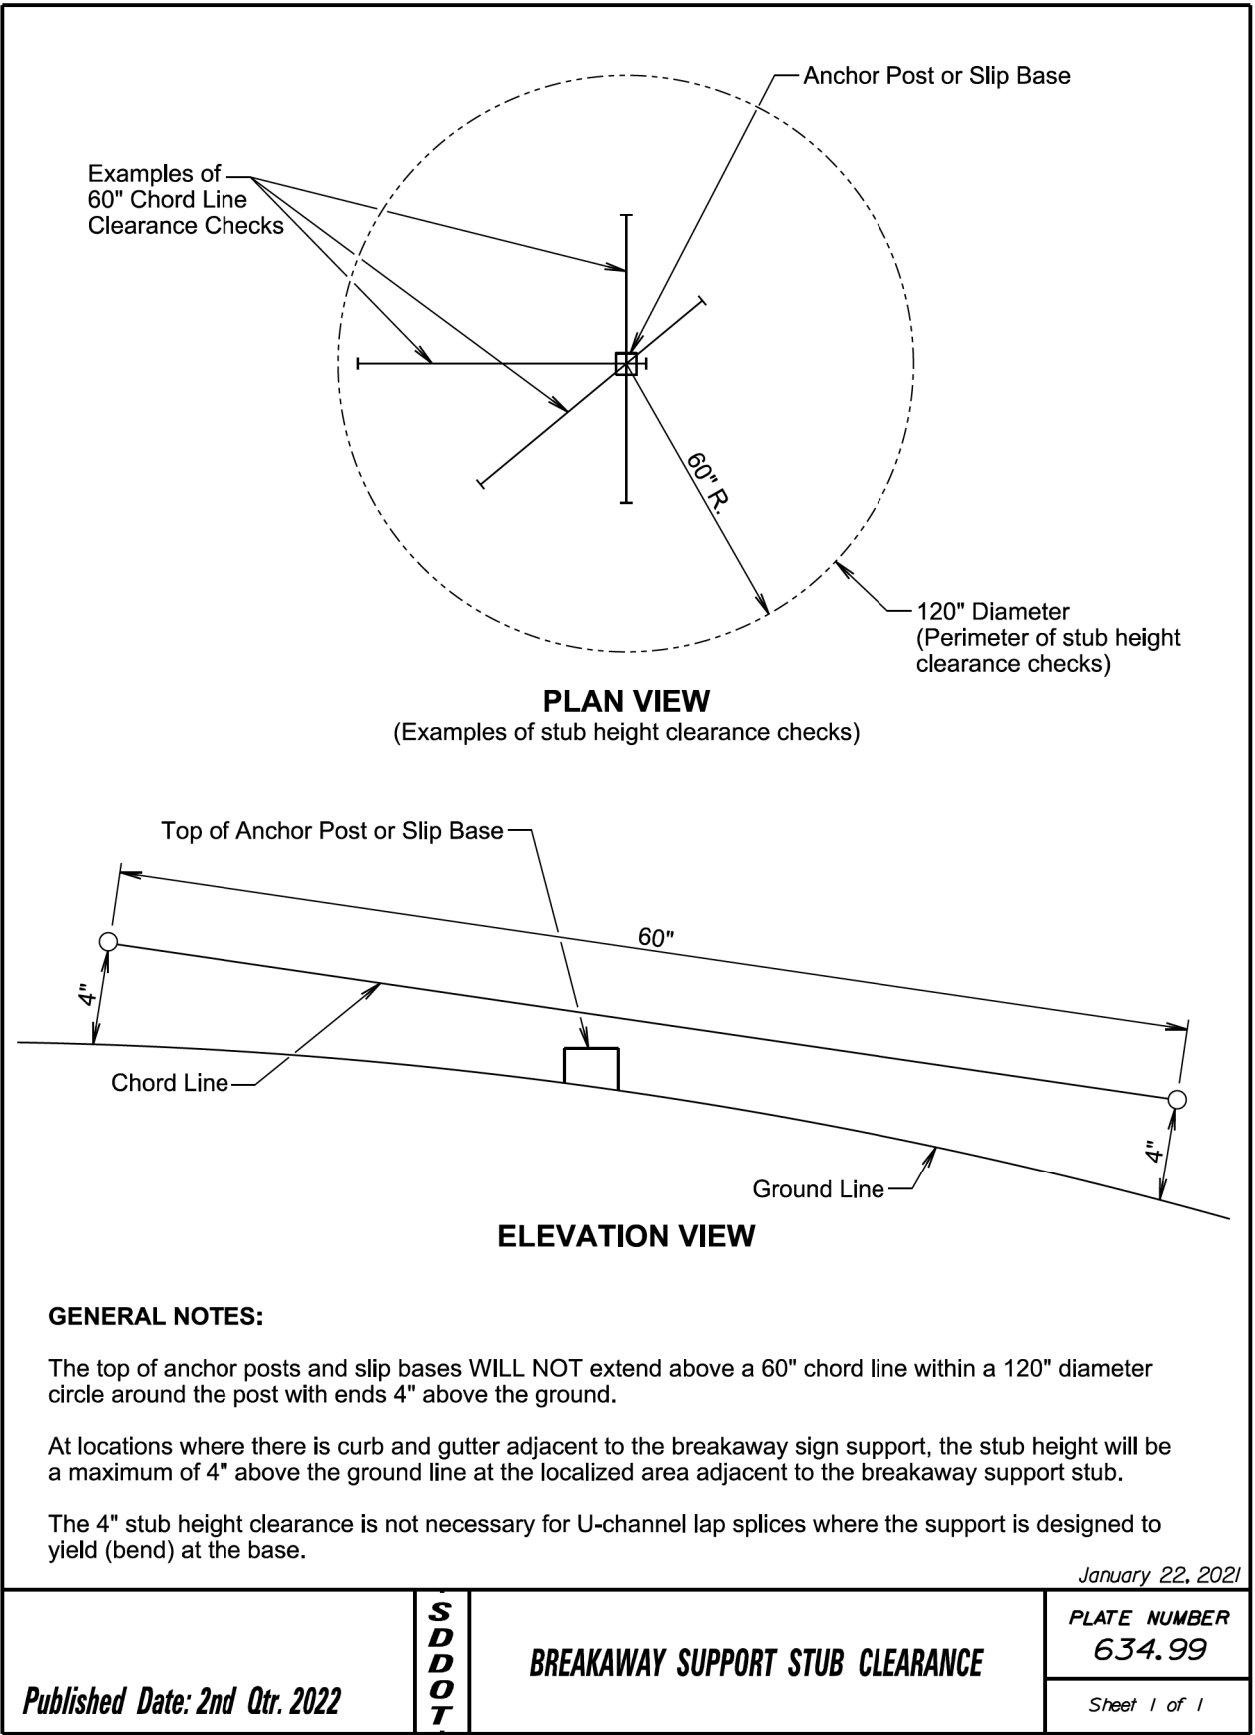 Anchor Post or Slip Base
Examples of
60" Chord Line
Clearance Checks
60" R.
120" Diameter
(Perimeter of stub height
clearance checks)
PLAN VIEW
(Examples of stub height clearance checks)
Top of Anchor Post or Slip Base
60"
4"
Chord Line
4"
Ground Line
ELEVATION VIEW
GENERAL NOTES:
The top of anchor posts and slip bases WILL NOT extend above a 60" chord line within a 120" diameter
circle around the post with ends 4" above the ground.
At locations where there is curb and gutter adjacent to the breakaway sign support, the stub height will be
a maximum of 4" above the ground line at the localized area adjacent to the breakaway support stub.
The 4" stub height clearance is not necessary for U-channel lap splices where the support is designed to
yield (bend) at the base.
January 22, 2021
Published Date: 2nd Qtr. 2022
S
D
D
O
T
BREAKAWAY SUPPORT STUB CLEARANCE
PLATE NUMBER
634.99
Sheet 1 of 1